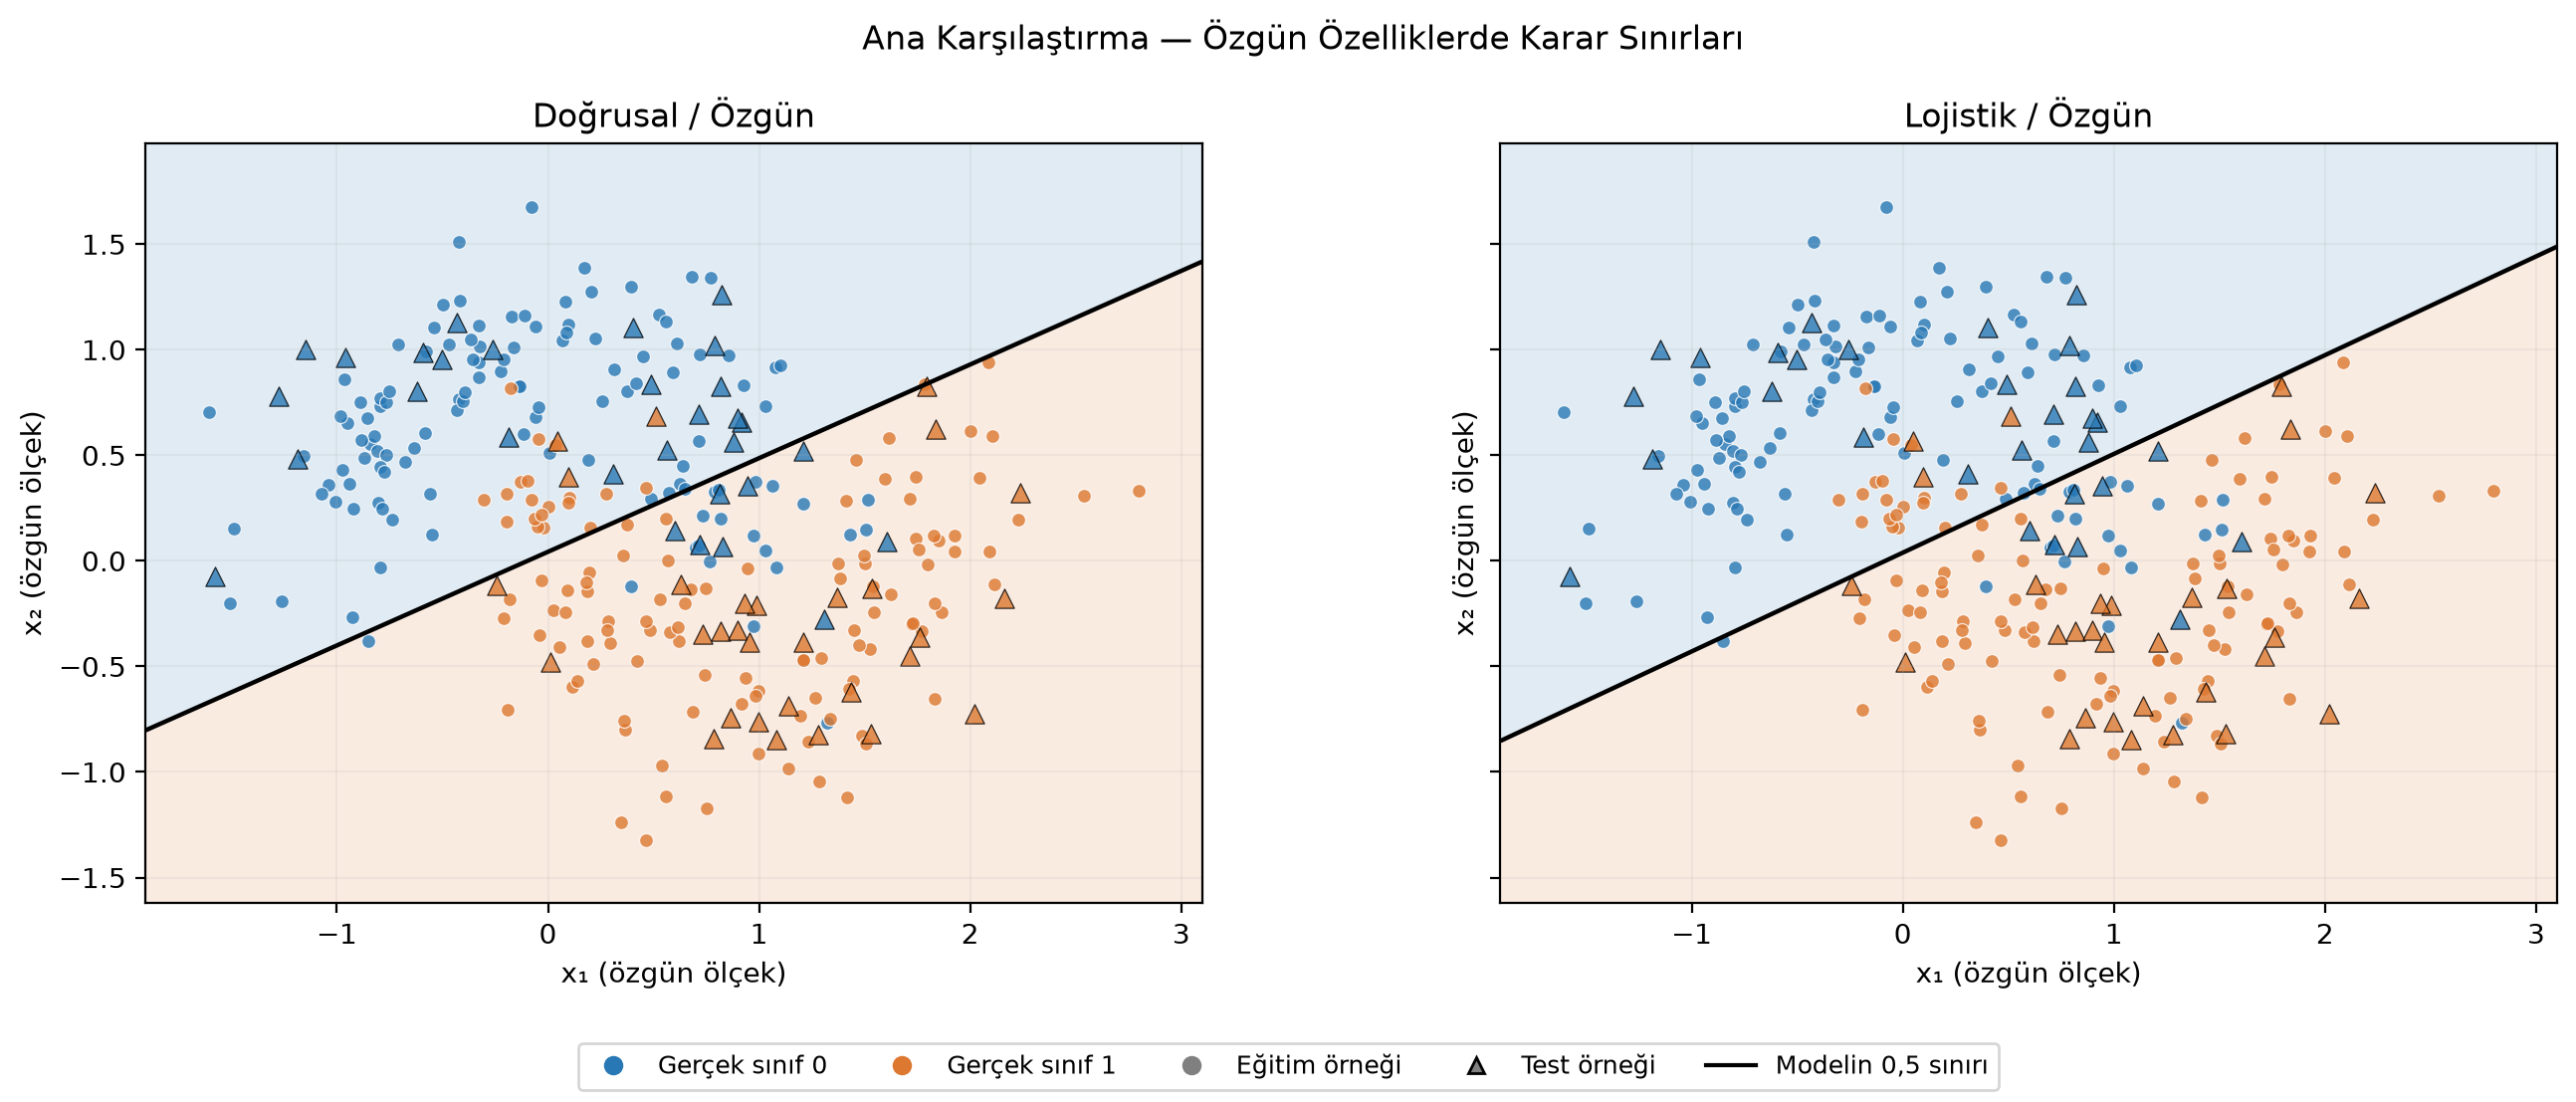 Ana Karşılaştırma — Özgün Özelliklerde Karar Sınırları
Doğrusal / Özgün
1.5
1.0
0.5
0.0
−0.5
−1.0
−1.5
x₂ (özgün ölçek)
−1 0 1 2 3
x₁ (özgün ölçek)
Lojistik / Özgün
x₂ (özgün ölçek)
−1 0 1 2 3
x₁ (özgün ölçek)
Gerçek sınıf 0 Gerçek sınıf 1 Eğitim örneği Test örneği Modelin 0,5 sınırı